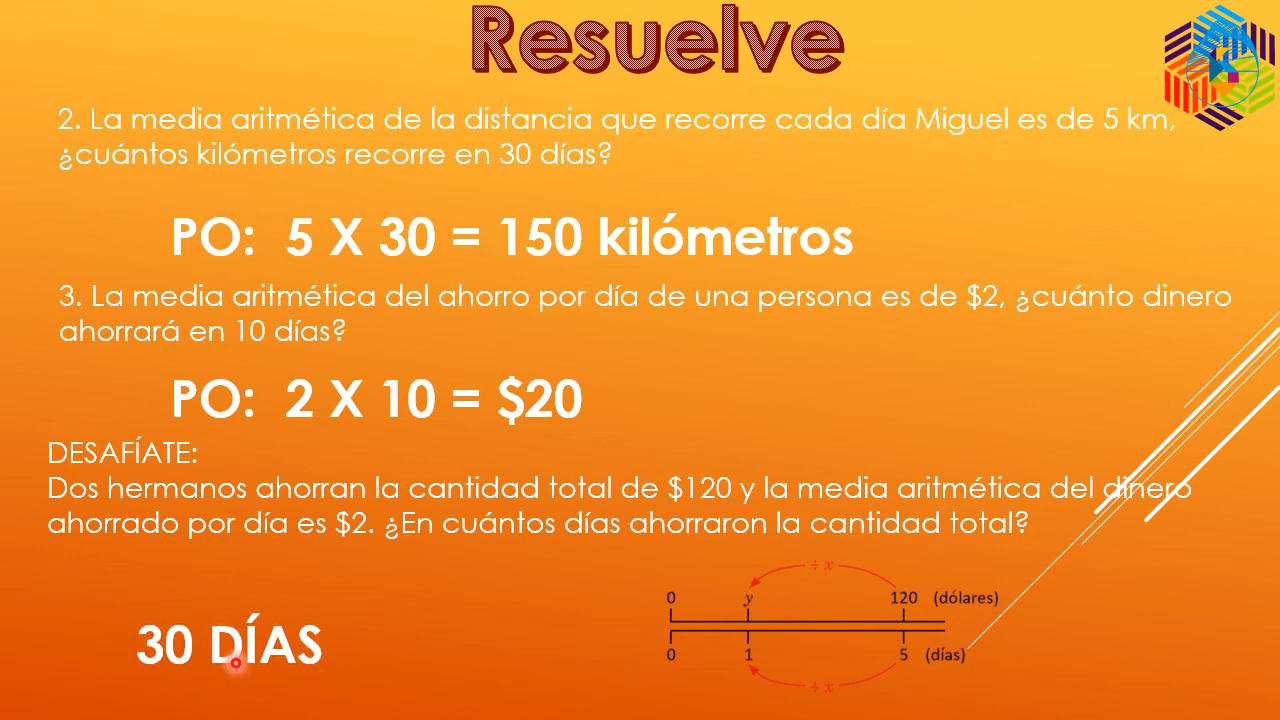 Resuelve
2. La media aritmética de la distancia que recorre cada día Miguel es de 5 km,
¿cuántos kilómetros recorre en 30 días?
PO: 5 X 30 = 150 kilómetros
3. La media aritmética del ahorro por día de una persona es de $2, ¿cuánto dinero
ahorrará en 10 días?
PO: 2 X 10 = $20
DESAFÍATE:
Dos hermanos ahorran la cantidad total de $120 y la media aritmética del dinero
ahorrado por día es $2. ¿En cuántos días ahorraron la cantidad total?
÷ x
0 y 120 (dólares)
30 DÍAS
0 1 5 (días)
÷ x